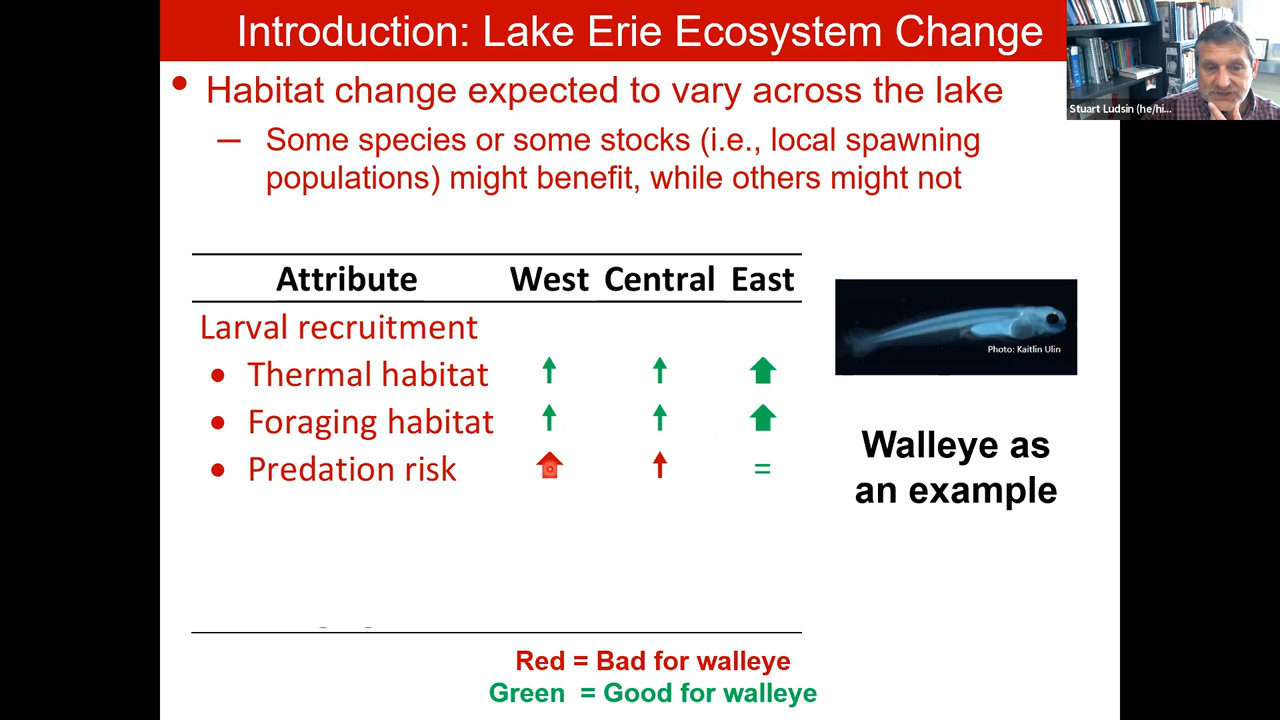 Introduction: Lake Erie Ecosystem Change
Stuart Ludsin (he/hi...
• Habitat change expected to vary across the lake
– Some species or some stocks (i.e., local spawning
populations) might benefit, while others might not
Attribute West Central East
Larval recruitment
• Thermal habitat ↑ ↑ ⬆
• Foraging habitat ↑ ↑ ⬆
• Predation risk ⬆ ↑ =
Photo: Kaitlin Ulin
Walleye as
an example
Red = Bad for walleye
Green = Good for walleye